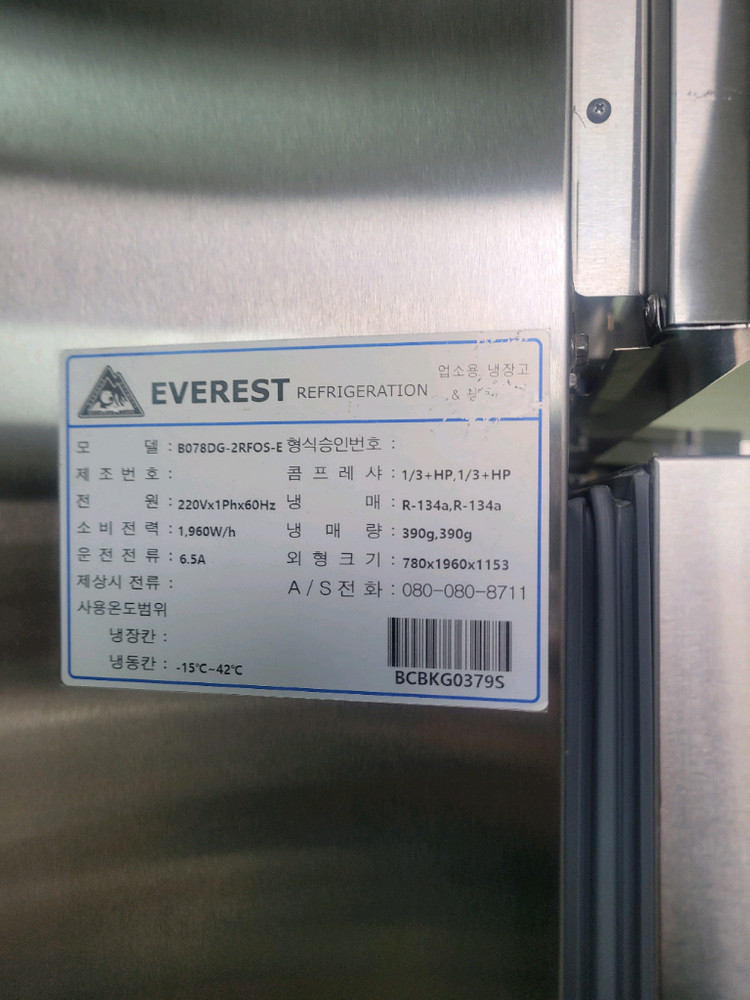 EVEREST REFRIGERATION 업소용 냉장고
&
모 델 : B078DG-2RFOS-E 형식승인번호 :
제 조 번 호 : 콤 프 레 샤 : 1/3+HP,1/3+HP
전 원 : 220Vx1Phx60Hz 냉 매 : R-134a,R-134a
소 비 전 력 : 1,960W/h 냉 매 량 : 390g,390g
운 전 전 류 : 6.5A 외 형 크 기 : 780x1960x1153
제상시 전류 : A / S 전 화 : 080-080-8711
사용온도범위
냉장칸 :
냉동칸 : -15℃~42℃
BCBKG0379S